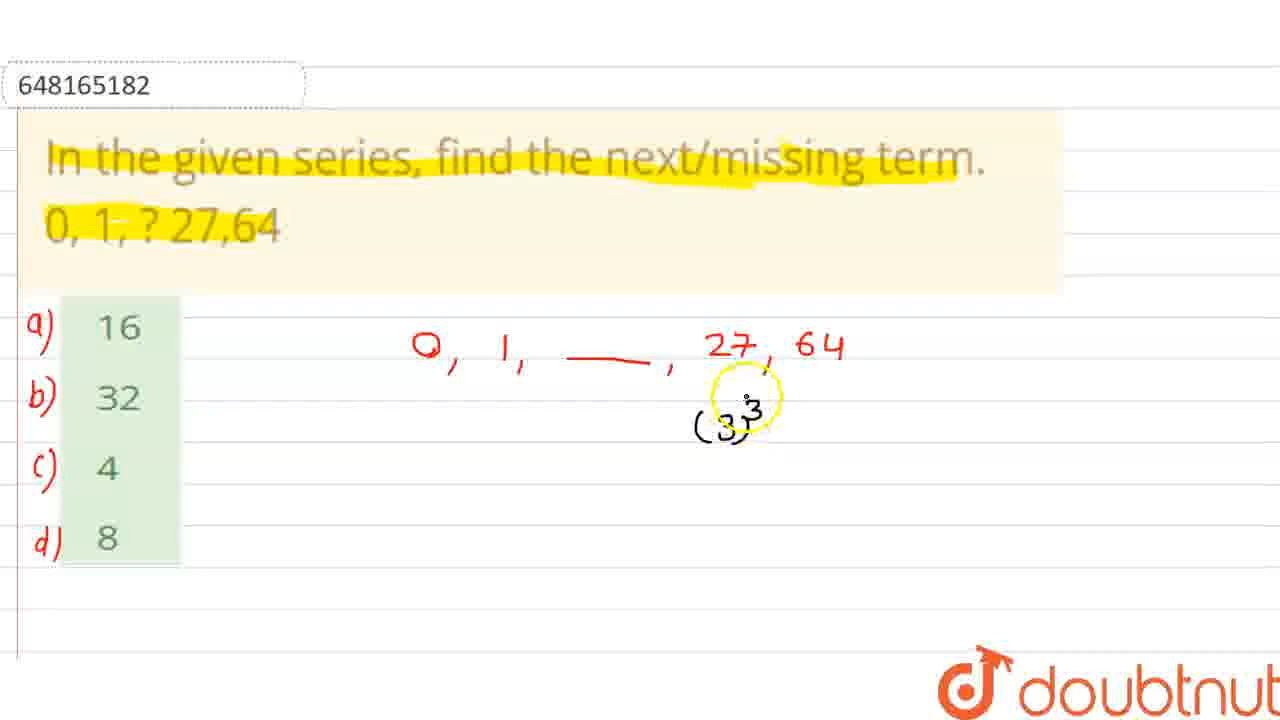 648165182
In the given series, find the next/missing term.
0, 1, ? 27,64
a) 16
0, 1, ___, 27, 64
b) 32
(3)^3
c) 4
d) 8
doubtnut